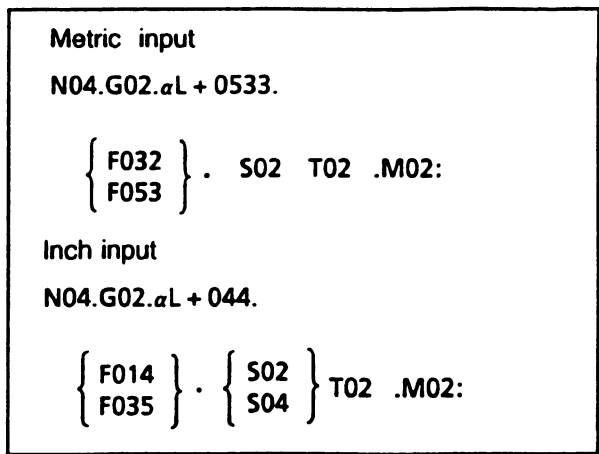 Metric input
N04.G02.αL + 0533.
{ F032
F053 } . S02 T02 .M02:
Inch input
N04.G02.αL + 044.
{ F014
F035 } . { S02
S04 } T02 .M02: